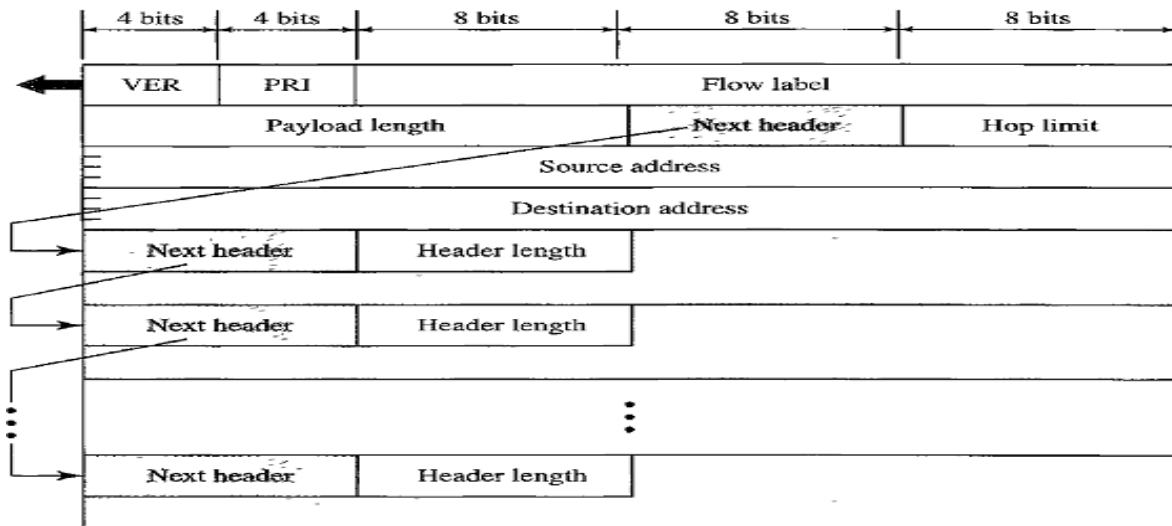 4 bits 4 bits 8 bits 8 bits 8 bits
VER PRI Flow label
Payload length Next header Hop limit
Source address
Destination address
Next header Header length
Next header Header length
Next header Header length